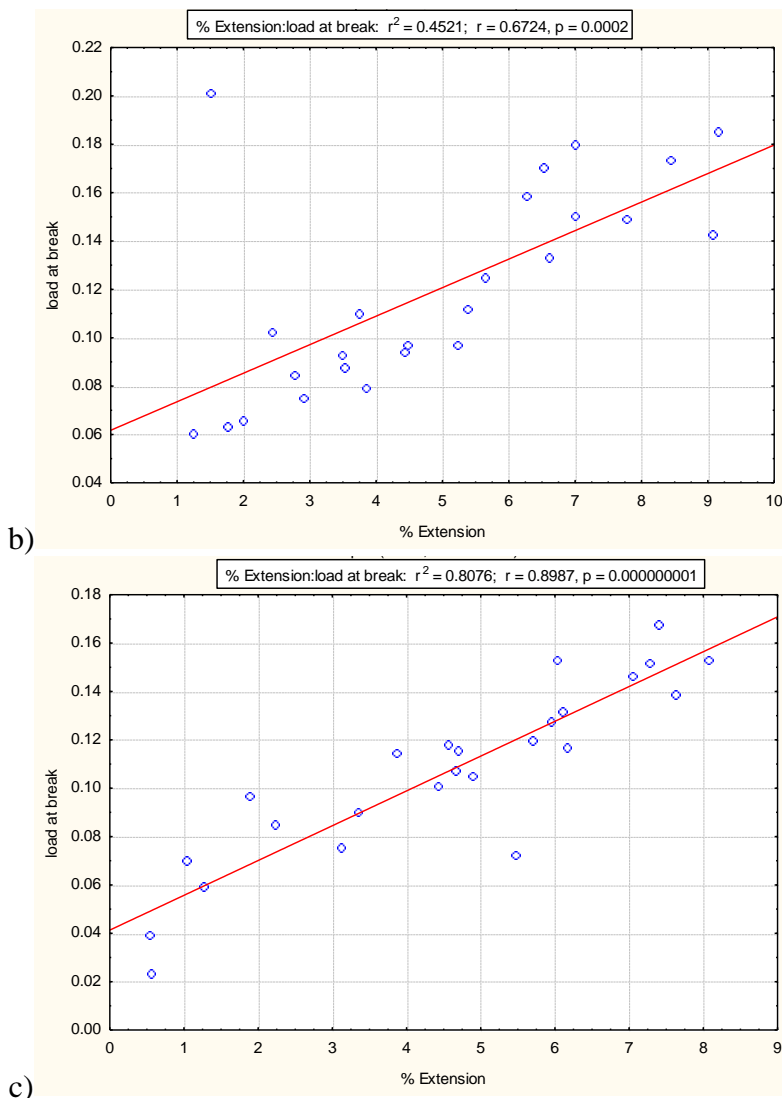 % Extension:load at break: r² = 0.4521; r = 0.6724, p = 0.0002
0.22
0.20
0.18
0.16
0.14
0.12
0.10
0.08
0.06
0.04
load at break
0 1 2 3 4 5 6 7 8 9 10
% Extension
b)
% Extension:load at break: r² = 0.8076; r = 0.8987, p = 0.000000001
0.18
0.16
0.14
0.12
0.10
0.08
0.06
0.04
0.02
0.00
load at break
0 1 2 3 4 5 6 7 8 9
% Extension
c)